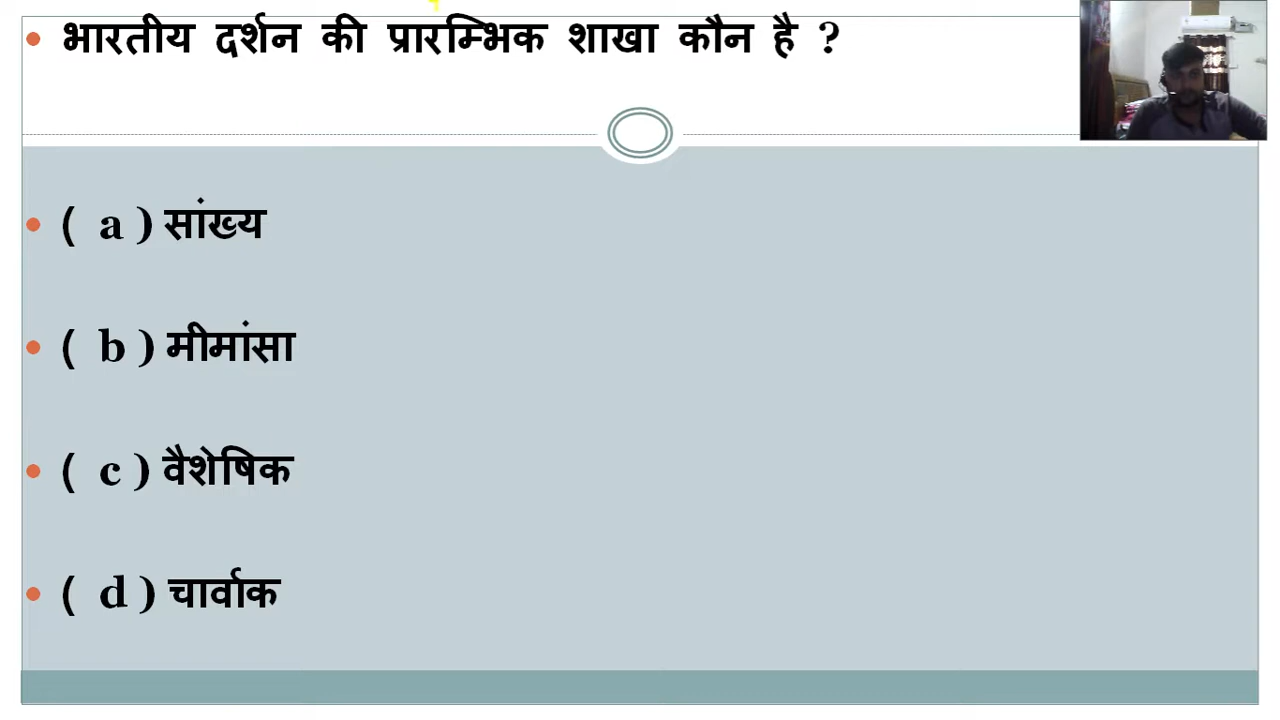 भारतीय दर्शन की प्रारम्भिक शाखा कौन है ?
( a ) सांख्य
( b ) मीमांसा
( c ) वैशेषिक
( d ) चार्वाक